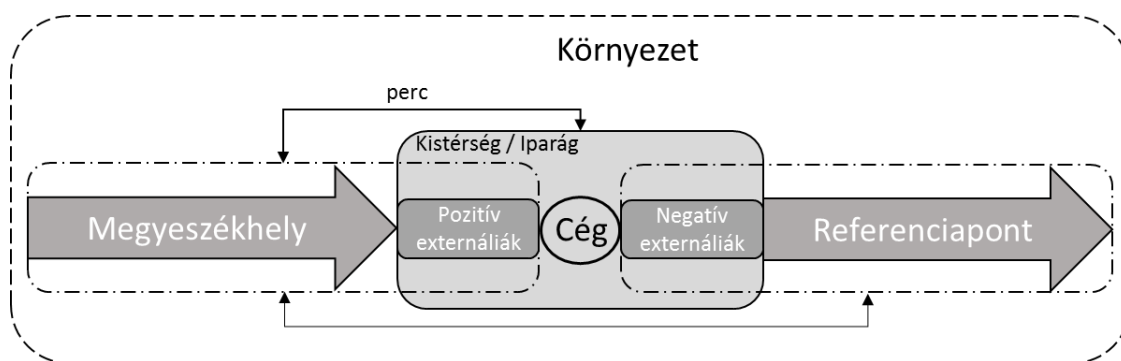 Környezet
perc
Kistérség / Iparág
Megyeszékhely
Pozitív
externáliák
Cég
Negatív
externáliák
Referenciapont